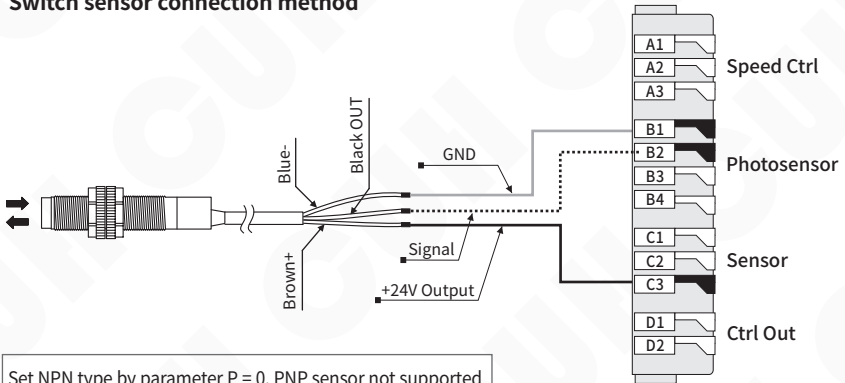 Switch sensor connection method
A1
A2
A3
Speed Ctrl
B1
B2
B3
B4
Photosensor
C1
C2
C3
Sensor
D1
D2
Ctrl Out
Blue-
Black OUT
GND
Brown+
Signal
+24V Output
Set NPN type by parameter P = 0. PNP sensor not supported